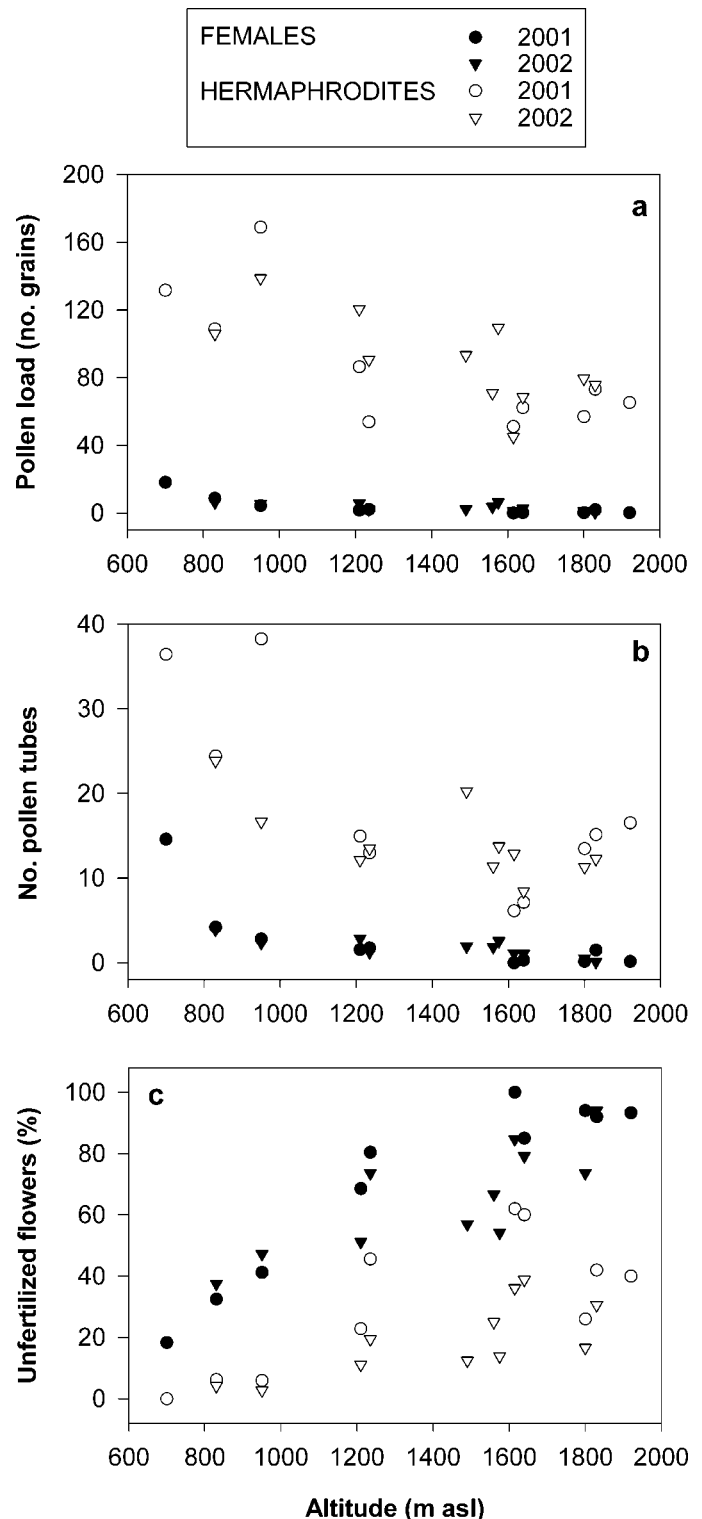 FEMALES 2001
2002
HERMAPHRODITES 2001
2002
a
Pollen load (no. grains)
200
160
120
80
40
0
600 800 1000 1200 1400 1600 1800 2000
b
No. pollen tubes
40
30
20
10
0
600 800 1000 1200 1400 1600 1800 2000
c
Unfertilized flowers (%)
100
80
60
40
20
0
600 800 1000 1200 1400 1600 1800 2000
Altitude (m asl)